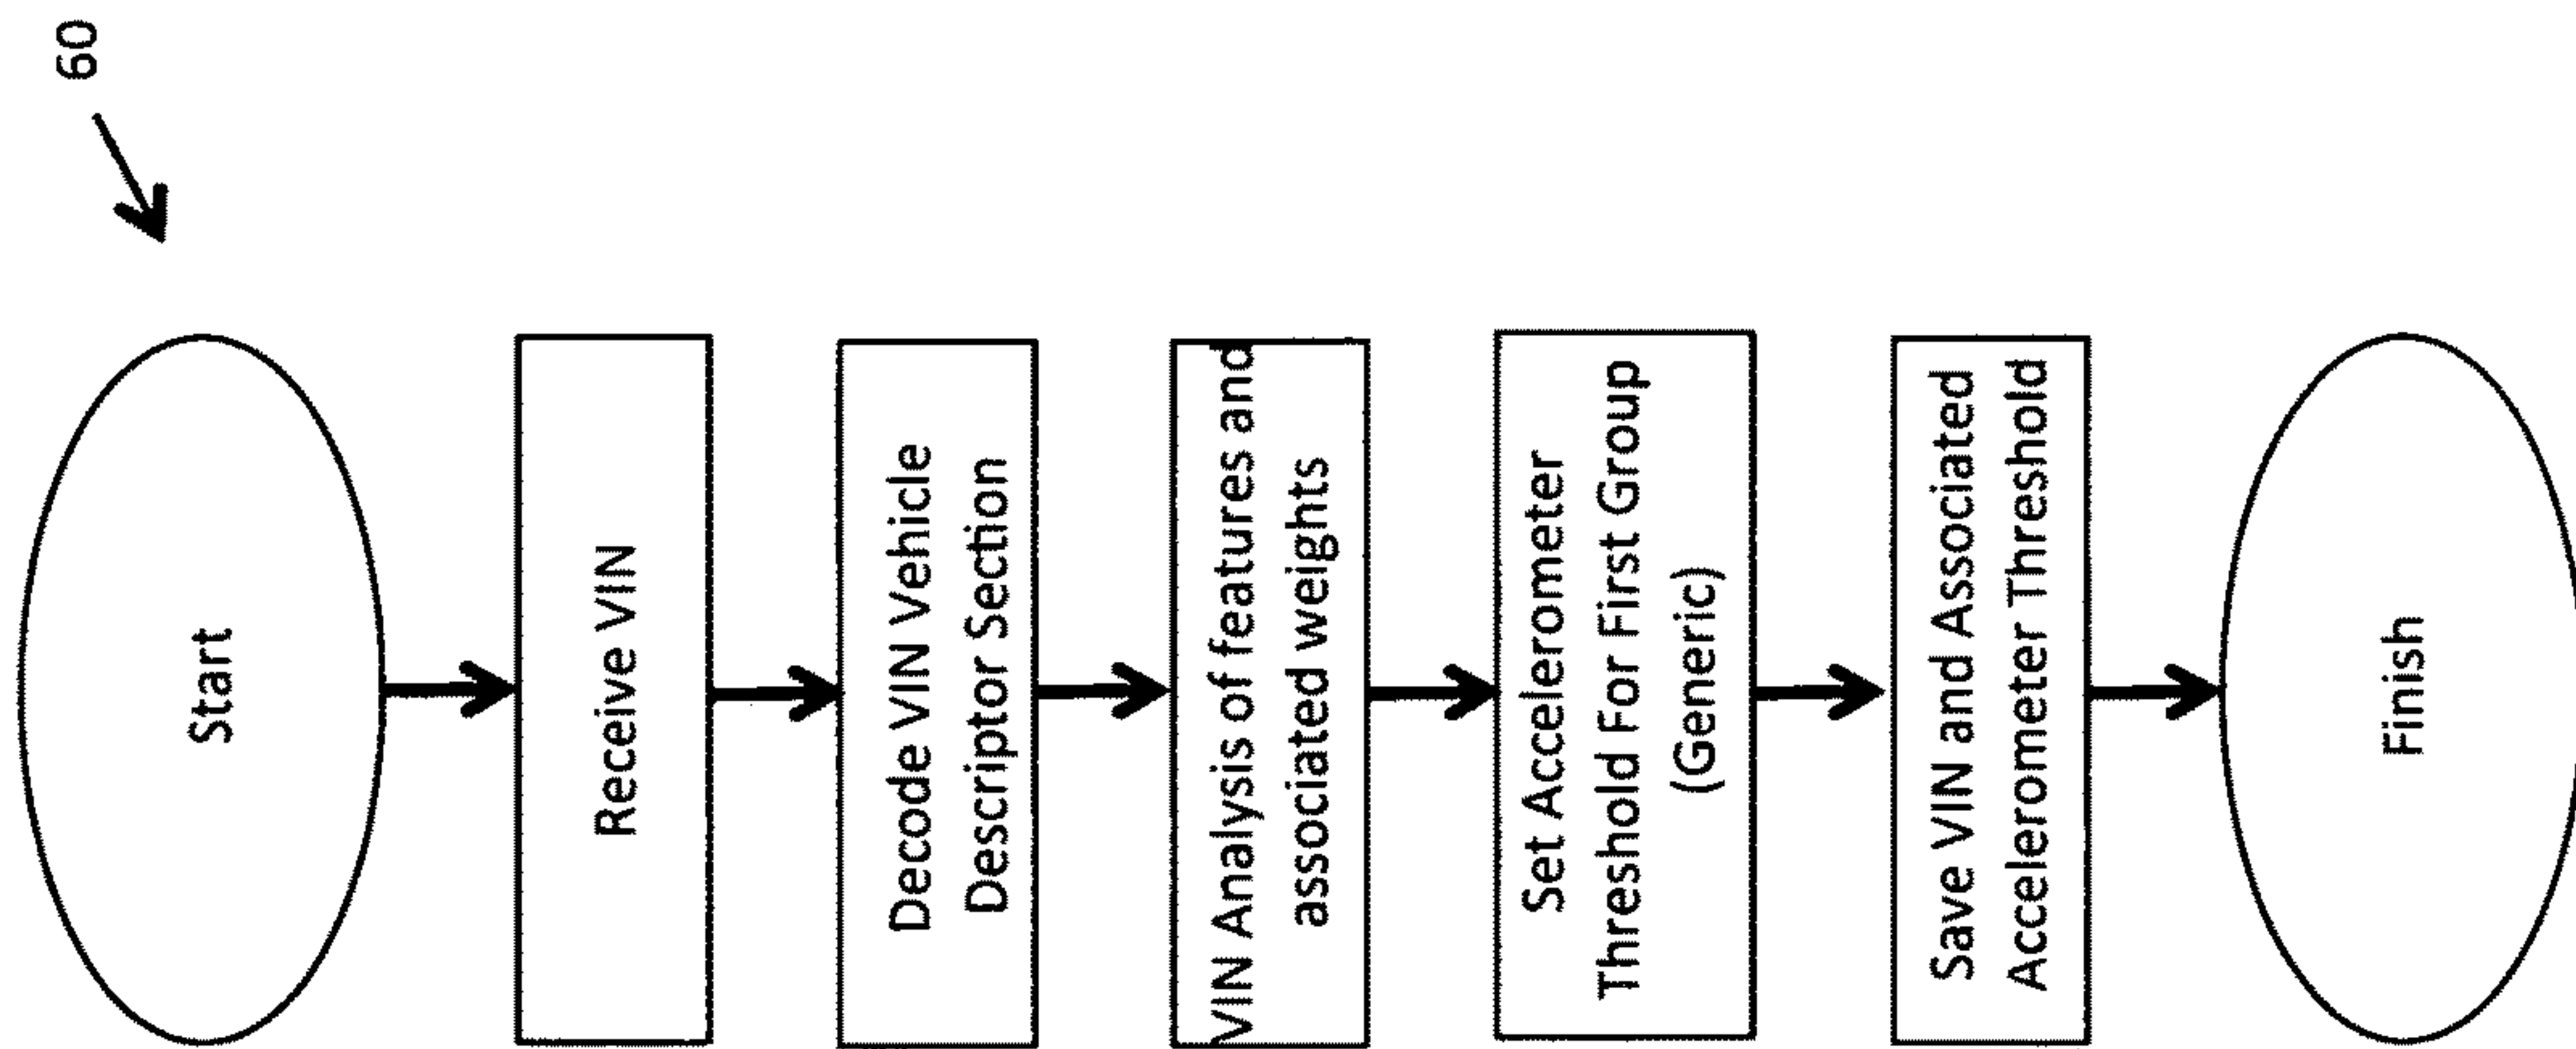 60
Start
Receive VIN
Decode VIN Vehicle
Descriptor Section
VIN Analysis of features and
associated weights
Set Accelerometer
Threshold For First Group
(Generic)
Save VIN and Associated
Accelerometer Threshold
Finish